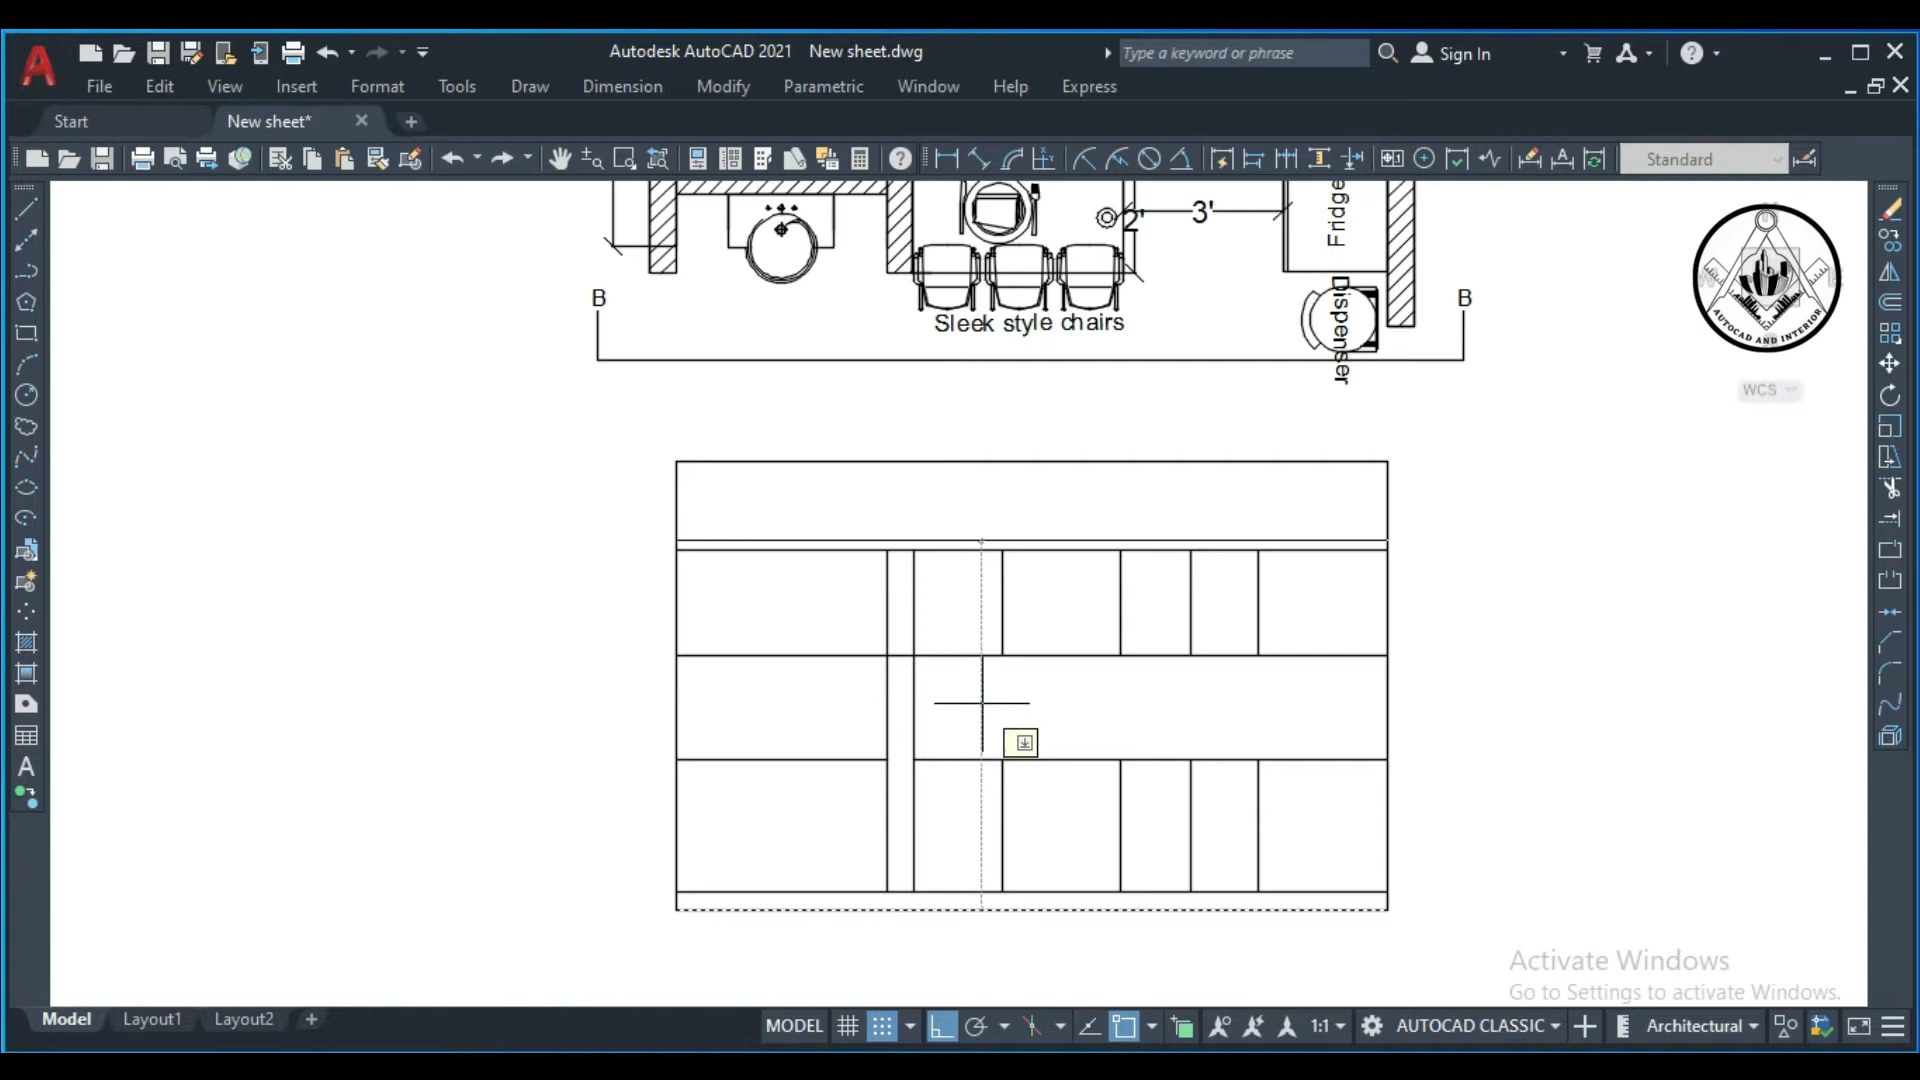 Autodesk AutoCAD 2021 New sheet.dwg
Type a keyword or phrase
Sign In
File Edit View Insert Format Tools Draw Dimension Modify Parametric Window Help Express
Start
New sheet*
Standard
2'
3'
Fridge
B
B
Dispenser
Sleek style chairs
AUTOCAD AND INTERIOR
WCS
Activate Windows
Go to Settings to activate Windows.
Model Layout1 Layout2
MODEL
1:1
AUTOCAD CLASSIC
Architectural